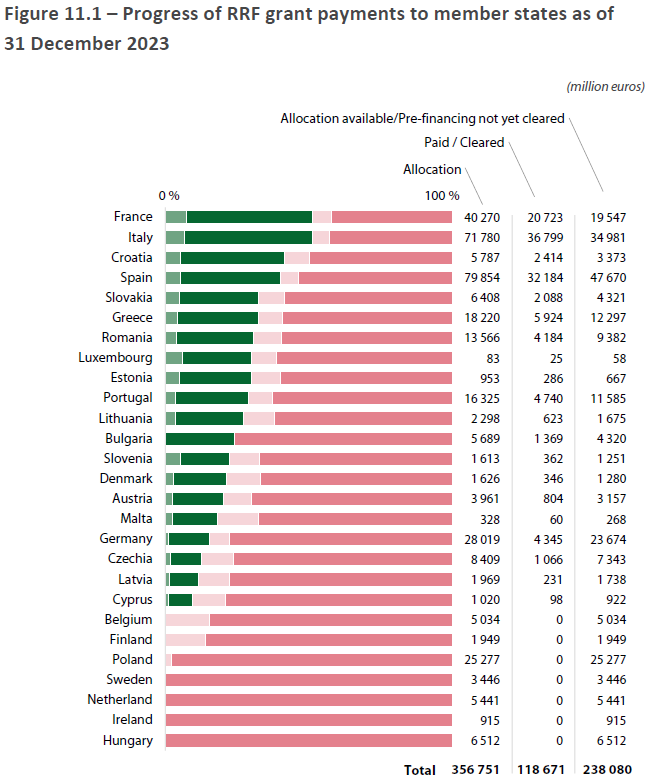 Figure 11.1 – Progress of RRF grant payments to member states as of
31 December 2023
(million euros)
Allocation available/Pre-financing not yet cleared
Paid / Cleared
Allocation
0 % 100 %
France 40 270 20 723 19 547
Italy 71 780 36 799 34 981
Croatia 5 787 2 414 3 373
Spain 79 854 32 184 47 670
Slovakia 6 408 2 088 4 321
Greece 18 220 5 924 12 297
Romania 13 566 4 184 9 382
Luxembourg 83 25 58
Estonia 953 286 667
Portugal 16 325 4 740 11 585
Lithuania 2 298 623 1 675
Bulgaria 5 689 1 369 4 320
Slovenia 1 613 362 1 251
Denmark 1 626 346 1 280
Austria 3 961 804 3 157
Malta 328 60 268
Germany 28 019 4 345 23 674
Czechia 8 409 1 066 7 343
Latvia 1 969 231 1 738
Cyprus 1 020 98 922
Belgium 5 034 0 5 034
Finland 1 949 0 1 949
Poland 25 277 0 25 277
Sweden 3 446 0 3 446
Netherland 5 441 0 5 441
Ireland 915 0 915
Hungary 6 512 0 6 512
Total 356 751 118 671 238 080